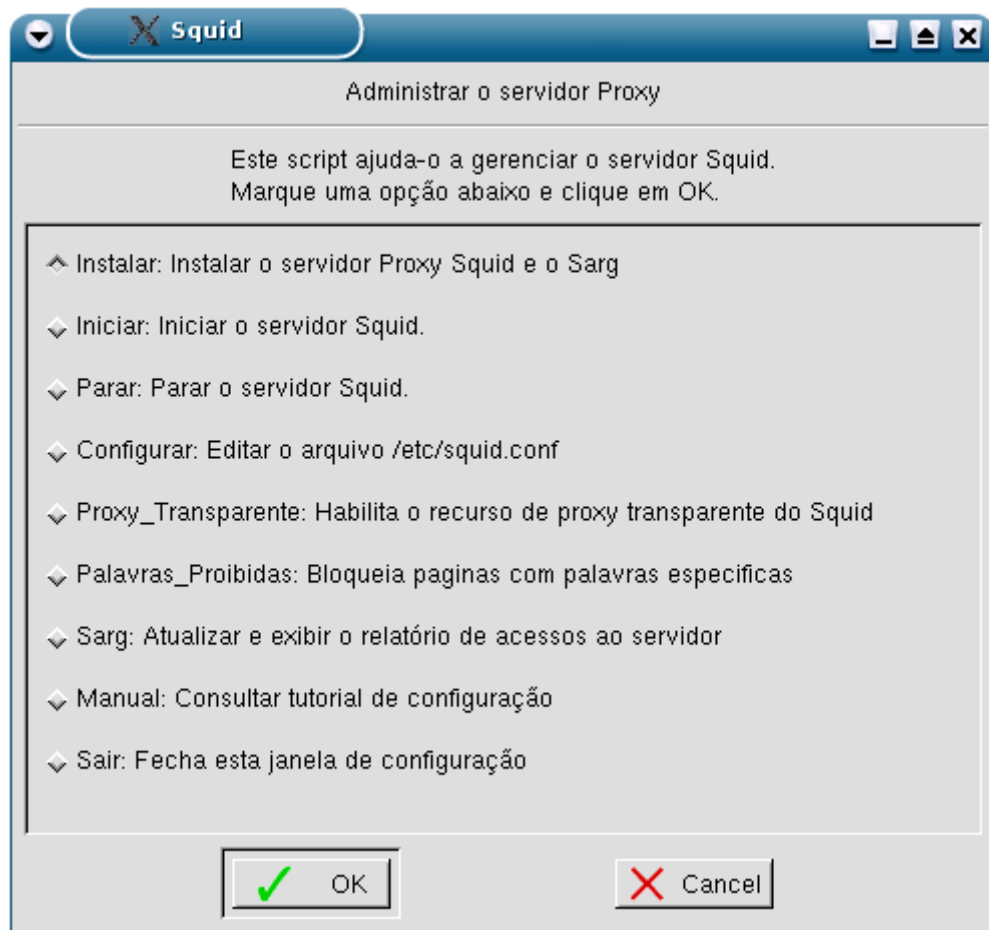 Squid
Administrar o servidor Proxy
Este script ajuda-o a gerenciar o servidor Squid.
Marque uma opção abaixo e clique em OK.
Instalar: Instalar o servidor Proxy Squid e o Sarg
Iniciar: Iniciar o servidor Squid.
Parar: Parar o servidor Squid.
Configurar: Editar o arquivo /etc/squid.conf
Proxy_Transparente: Habilita o recurso de proxy transparente do Squid
Palavras_Proibidas: Bloqueia paginas com palavras especificas
Sarg: Atualizar e exibir o relatório de acessos ao servidor
Manual: Consultar tutorial de configuração
Sair: Fecha esta janela de configuração
OK
Cancel